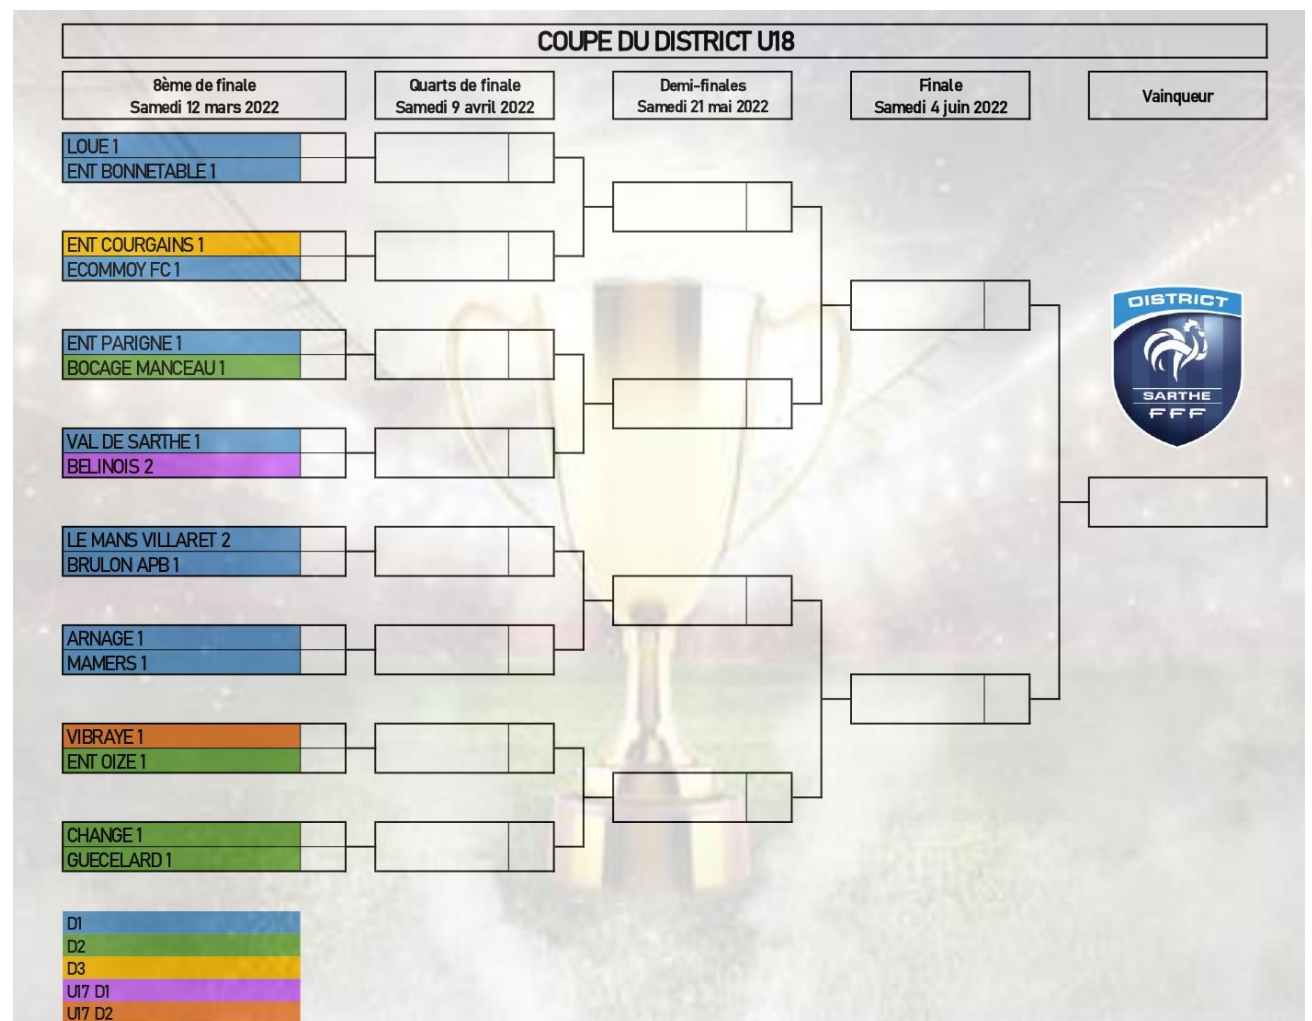 COUPE DU DISTRICT U18
8ème de finale
Samedi 12 mars 2022
Quarts de finale
Samedi 9 avril 2022
Demi-finales
Samedi 21 mai 2022
Finale
Samedi 4 juin 2022
Vainqueur
LOUE 1
ENT BONNETABLE 1
ENT COURGAINS 1
ECOMMOY FC 1
ENT PARIGNE 1
BOCAGE MANCEAU 1
VAL DE SARTHE 1
BELINOIS 2
LE MANS VILLARET 2
BRULON APB 1
ARNAGE 1
MAMERS 1
VIBRAYE 1
ENT OIZE 1
CHANGE 1
GUECELARD 1
DISTRICT
SARTHE
FFF
D1
D2
D3
U17 D1
U17 D2